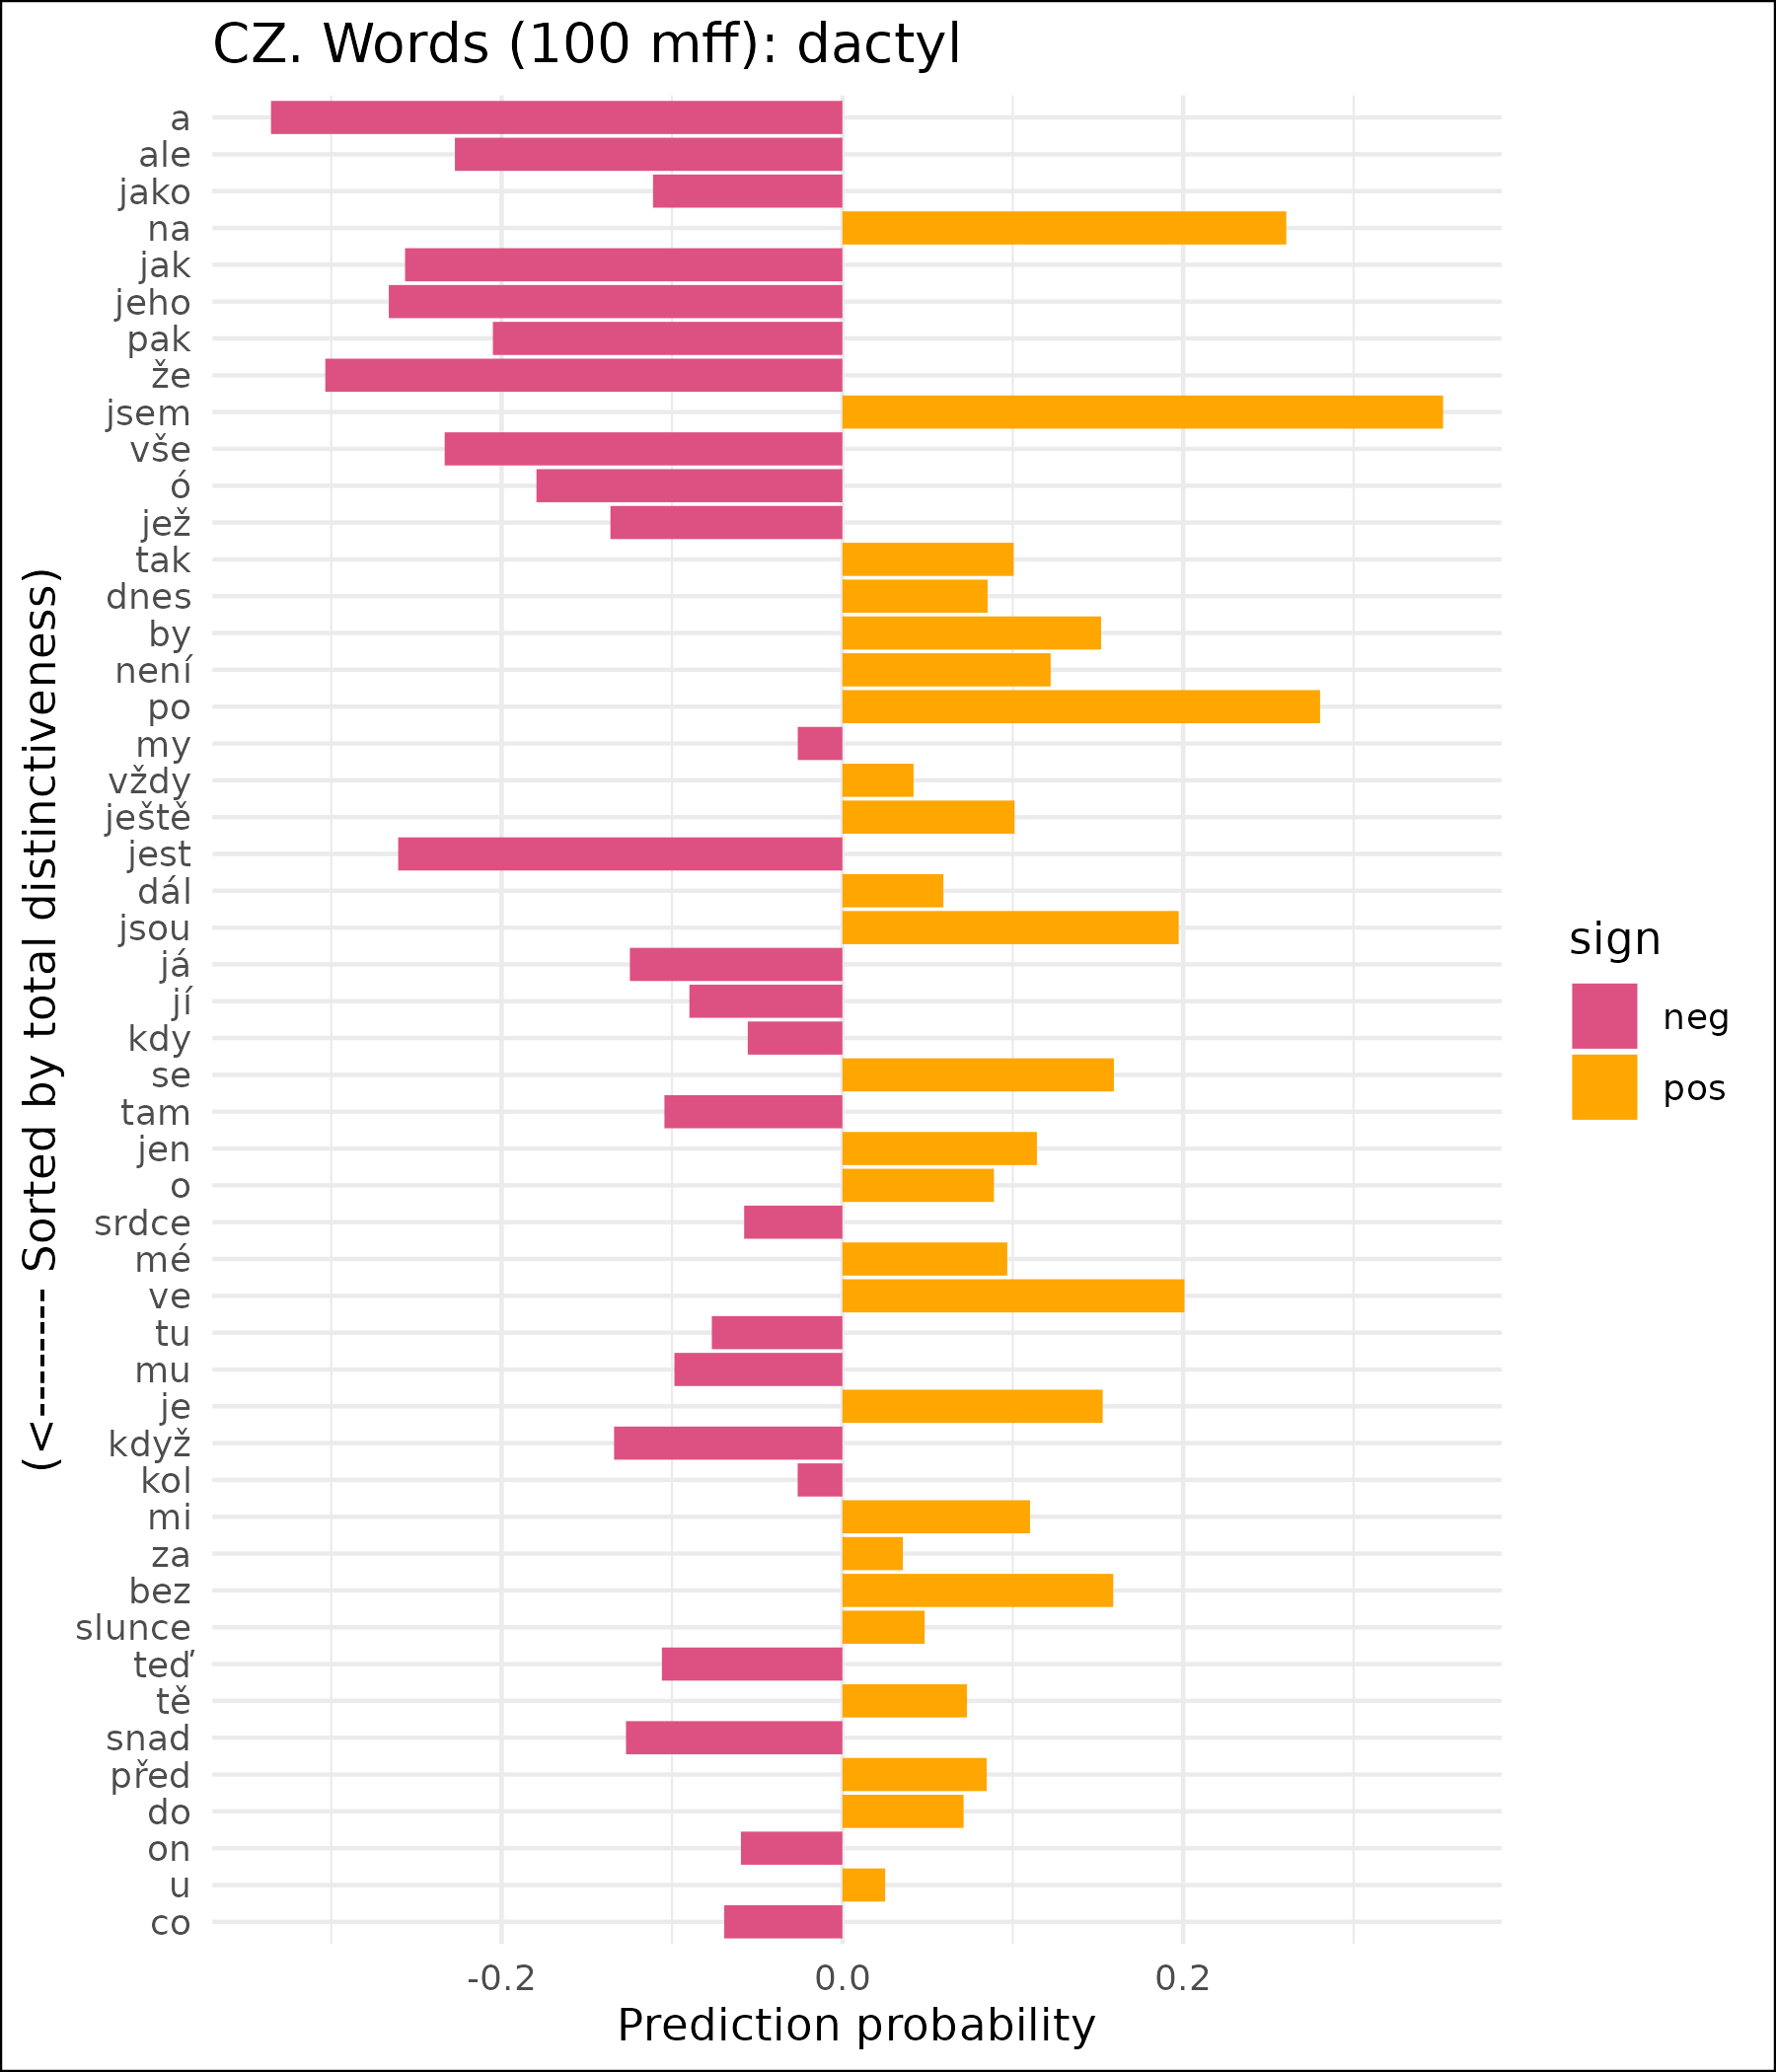 CZ. Words (100 mff): dactyl
(<--------- Sorted by total distinctiveness)
a
ale
jako
na
jak
jeho
pak
že
jsem
vše
ó
jež
tak
dnes
by
není
po
my
vždy
ještě
jest
dál
jsou
já
jí
kdy
se
tam
jen
o
srdce
mé
ve
tu
mu
je
když
kol
mi
za
bez
slunce
teď
tě
snad
před
do
on
u
co
-0.2 0.0 0.2
Prediction probability
sign
neg
pos